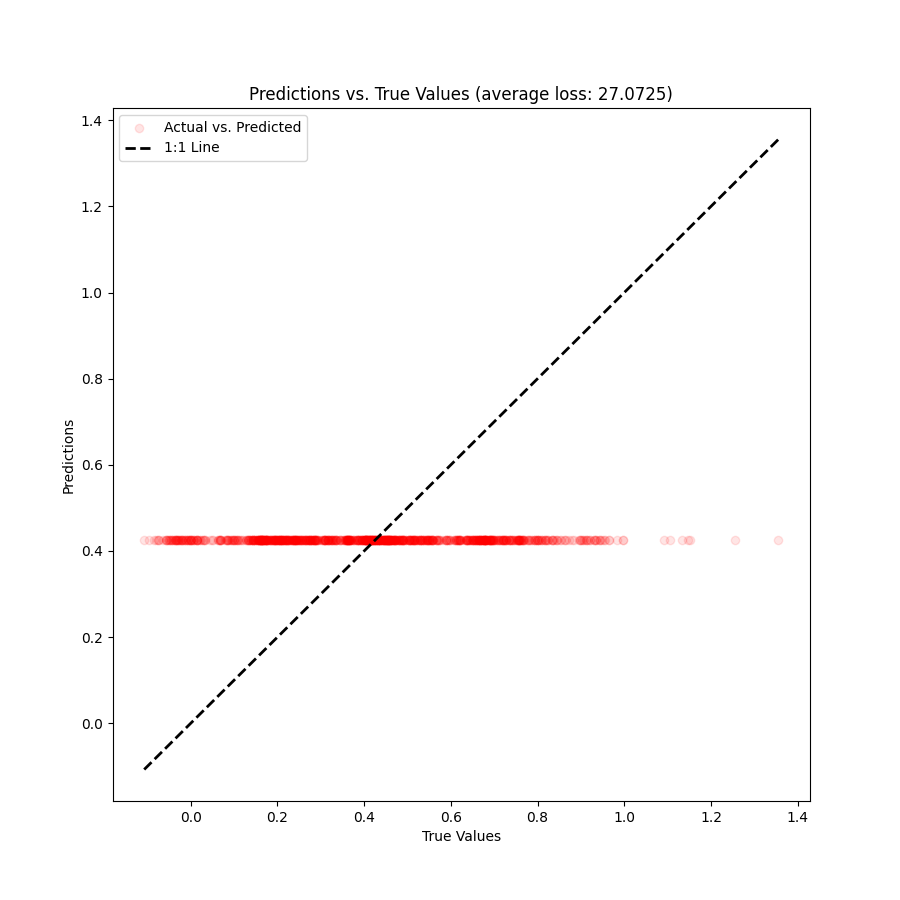 Predictions vs. True Values (average loss: 27.0725)
Actual vs. Predicted
1:1 Line
Predictions
1.4
1.2
1.0
0.8
0.6
0.4
0.2
0.0
0.0 0.2 0.4 0.6 0.8 1.0 1.2 1.4
True Values